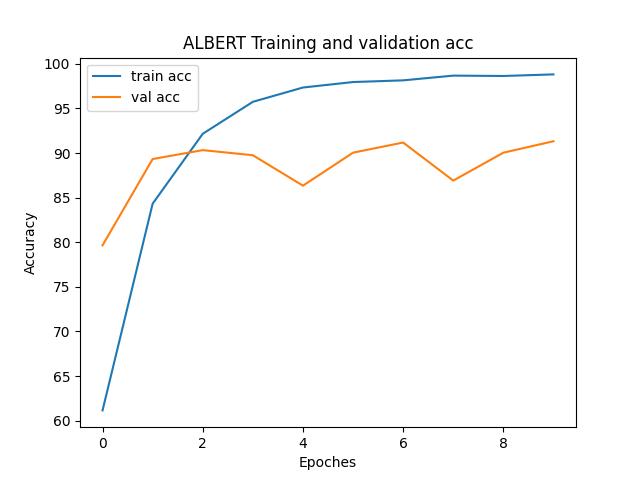 ALBERT Training and validation acc
train acc
val acc
Accuracy
100
95
90
85
80
75
70
65
60
0 2 4 6 8
Epoches